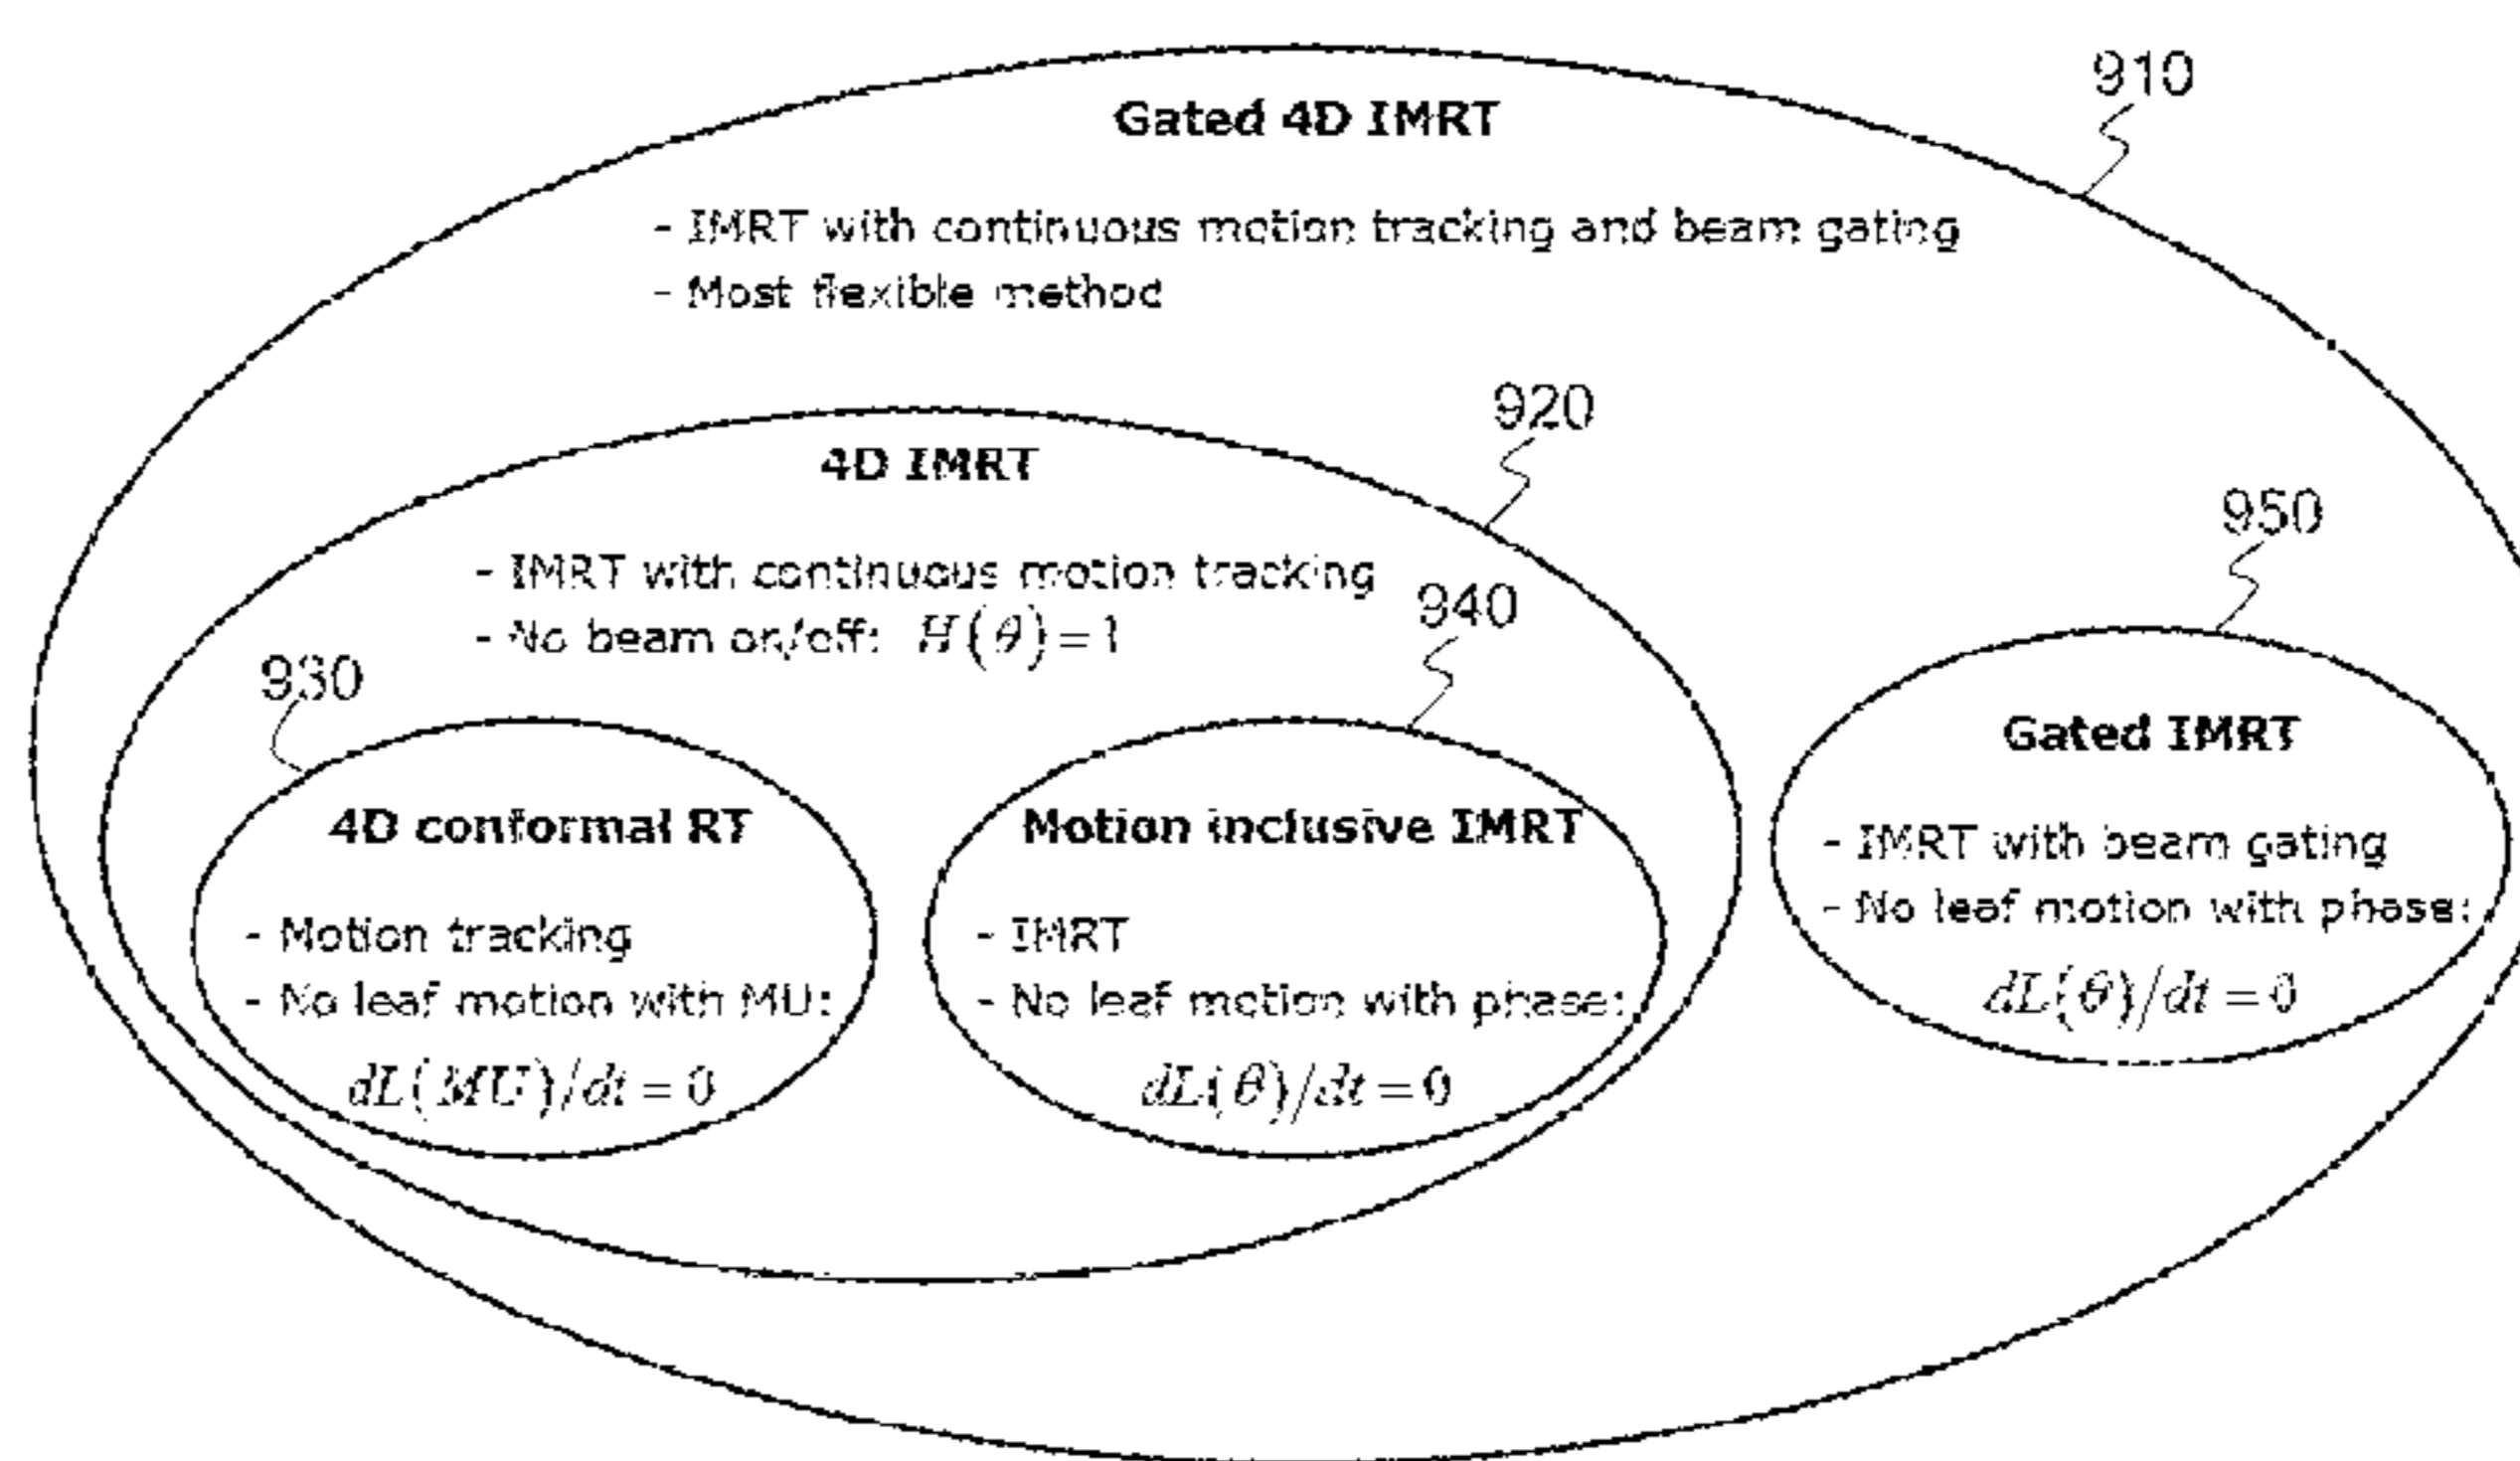 910
Gated 4D IMRT
- IMRT with continuous motion tracking and beam gating
- Most flexible method
920
4D IMRT
- IMRT with continuous motion tracking
- No beam on/off: H(θ)=1
930
4D conformal RT
- Motion tracking
- No leaf motion with MU:
dL(MU)/dt=0
940
Motion inclusive IMRT
- IMRT
- No leaf motion with phase:
dL(θ)/dt=0
950
Gated IMRT
- IMRT with beam gating
- No leaf motion with phase:
dL(θ)/dt=0